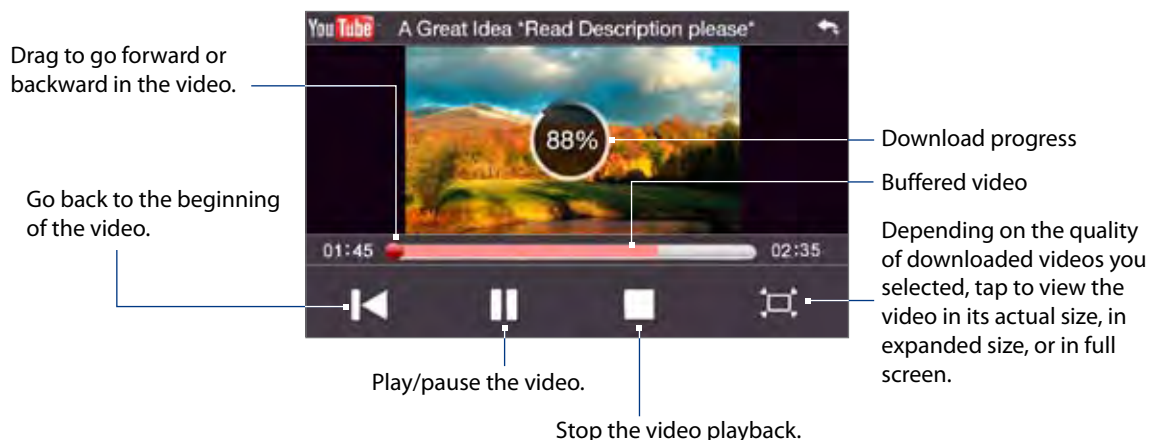 You Tube A Great Idea *Read Description please*
Drag to go forward or
backward in the video.
88%
Download progress
Buffered video
Go back to the beginning
of the video.
01:45
02:35
Depending on the quality
of downloaded videos you
selected, tap to view the
video in its actual size, in
expanded size, or in full
screen.
Play/pause the video.
Stop the video playback.